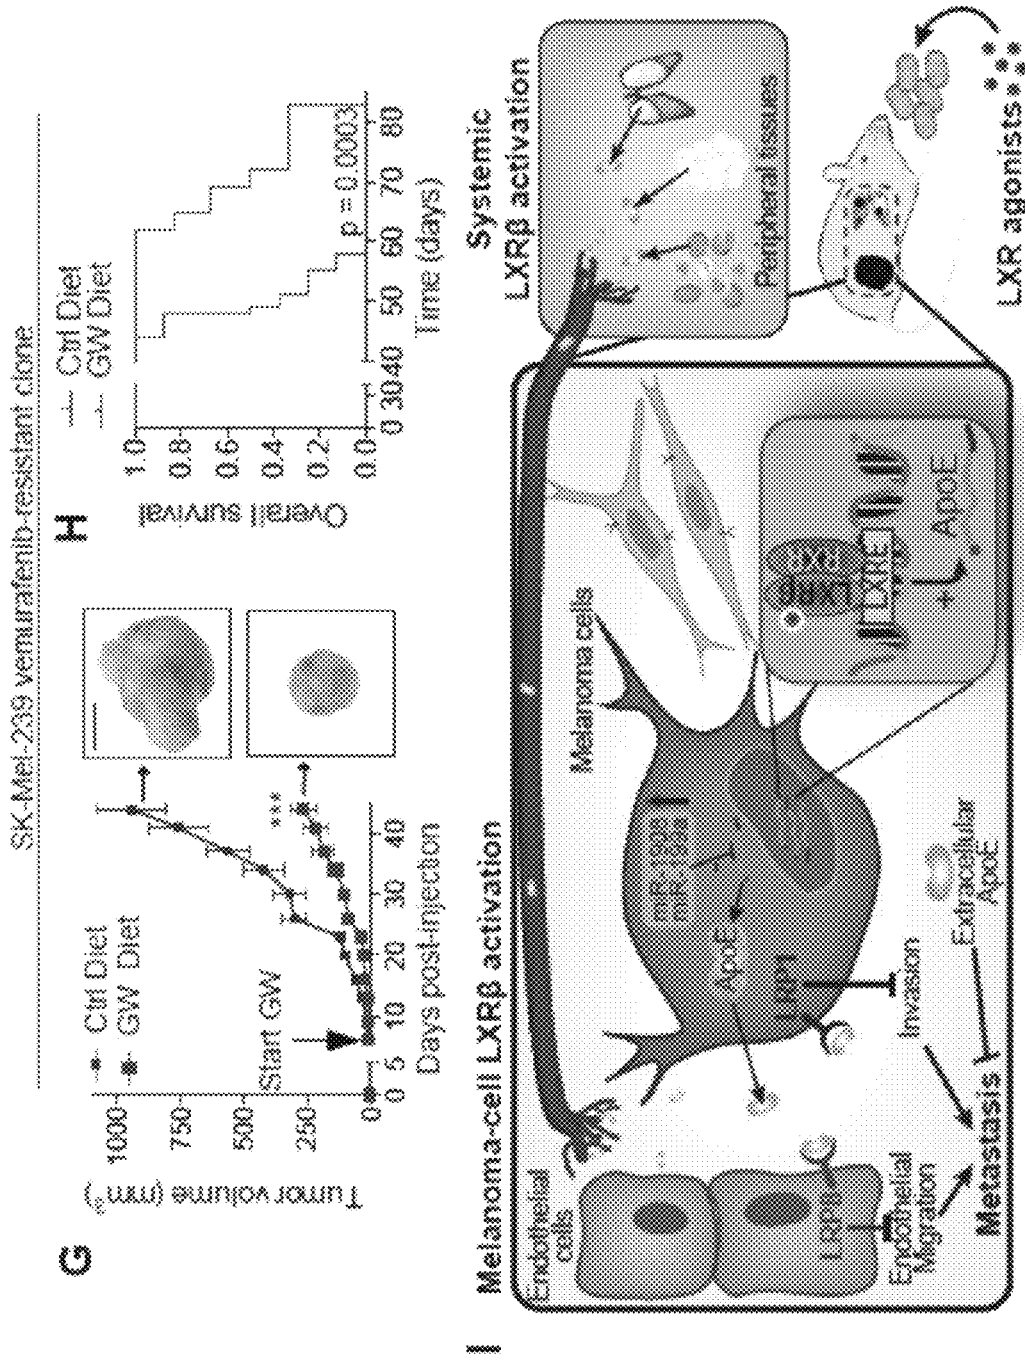 SK-Mel-239 vemurafenib-resistant clone
G
Tumor volume (mm³)
1000
750
500
250
0
Ctrl Diet
GW Diet
Start GW
***
0 5 10 20 30 40
Days post-injection
H
Overall survival
1.0
0.8
0.6
0.4
0.2
0.0
Ctrl Diet
GW Diet
p = 0.0003
0 30 40 50 60 70 80
Time (days)
I
Melanoma-cell LXRβ activation
Systemic
LXRβ activation
Endothelial
cells
Melanoma cells
Peripheral tissues
miR-1908
miR-199a
ApoE
LRP1
LRP8
Endothelial
Migration
Invasion
Metastasis
Extracellular
ApoE
LXRβ
RXR
LXRE
+
ApoE
LXR agonists